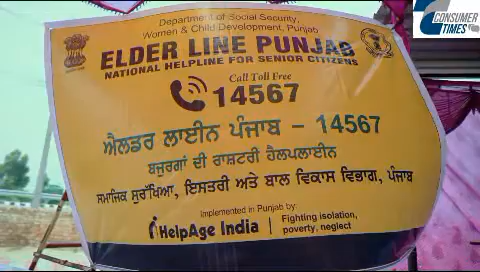 CONSUMER
TIMES
Department of Social Security,
Women & Child Development, Punjab
ELDER LINE PUNJAB
NATIONAL HELPLINE FOR SENIOR CITIZENS
Call Toll Free
14567
ਐਲਡਰ ਲਾਈਨ ਪੰਜਾਬ - 14567
ਬਜ਼ੁਰਗਾਂ ਦੀ ਰਾਸ਼ਟਰੀ ਹੈਲਪਲਾਈਨ
ਸਮਾਜਿਕ ਸੁਰੱਖਿਆ, ਇਸਤਰੀ ਅਤੇ ਬਾਲ ਵਿਕਾਸ ਵਿਭਾਗ, ਪੰਜਾਬ
Implemented in Punjab by:
HelpAge India
Fighting isolation,
poverty, neglect